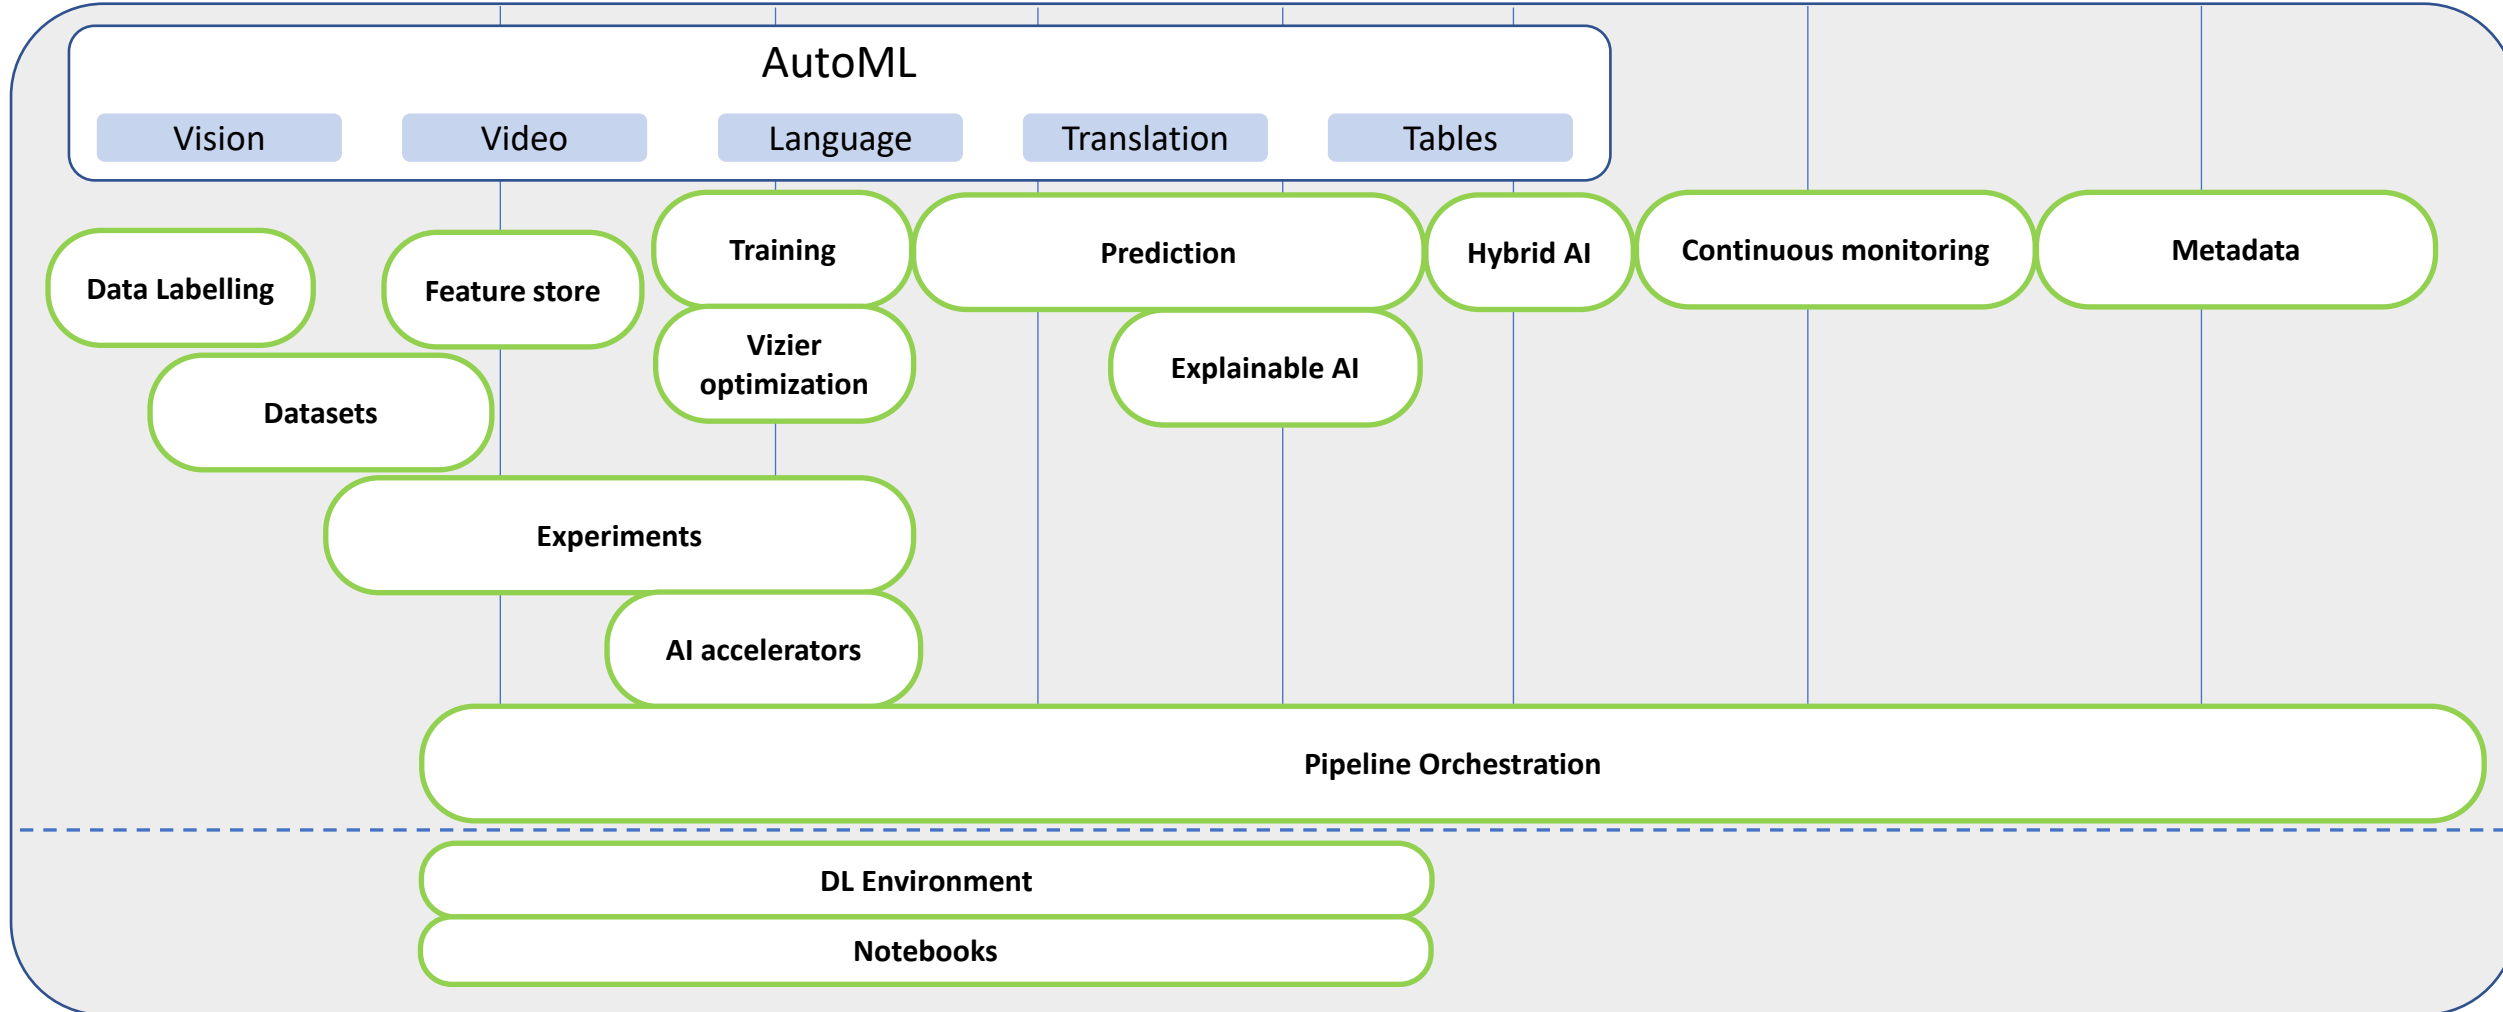 AutoML
Vision
Video
Language
Translation
Tables
Training
Prediction
Hybrid AI
Continuous monitoring
Metadata
Data Labelling
Feature store
Vizier
optimization
Explainable AI
Datasets
Experiments
AI accelerators
Pipeline Orchestration
DL Environment
Notebooks